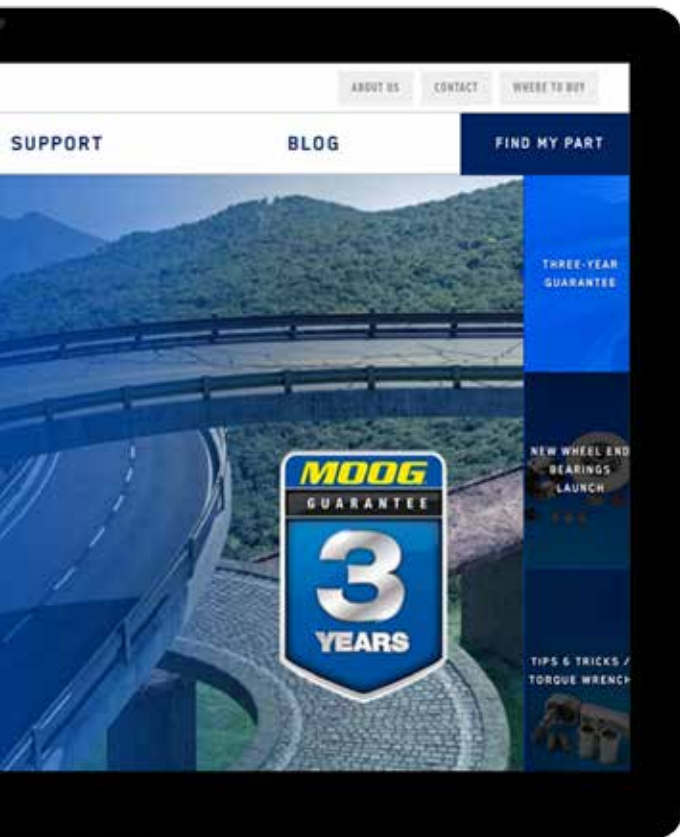 ABOUT US
CONTACT
WHERE TO BUY
SUPPORT
BLOG
FIND MY PART
THREE-YEAR
GUARANTEE
NEW WHEEL END
BEARINGS
LAUNCH
MOOG
GUARANTEE
3
YEARS
TIPS & TRICKS /
TORQUE WRENCH